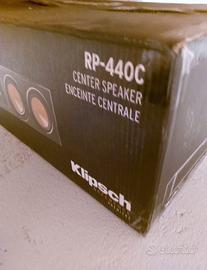 RP-440C
CENTER SPEAKER
ENCEINTE CENTRALE
Klipsch